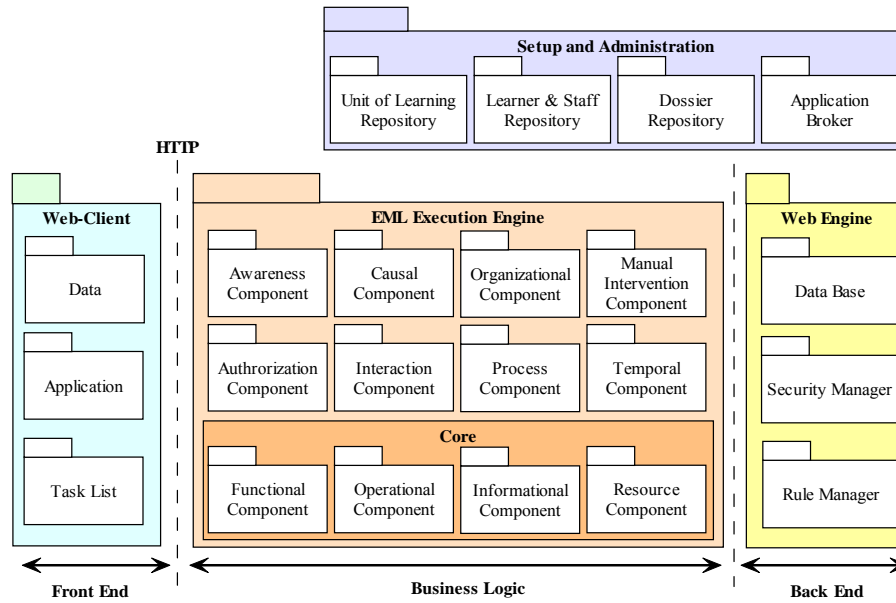 Setup and Administration
Unit of Learning
Repository
Learner & Staff
Repository
Dossier
Repository
Application
Broker
HTTP
Web-Client
Data
Application
Task List
EML Execution Engine
Awareness
Component
Causal
Component
Organizational
Component
Manual
Intervention
Component
Authrorization
Component
Interaction
Component
Process
Component
Temporal
Component
Core
Functional
Component
Operational
Component
Informational
Component
Resource
Component
Web Engine
Data Base
Security Manager
Rule Manager
Front End
Business Logic
Back End